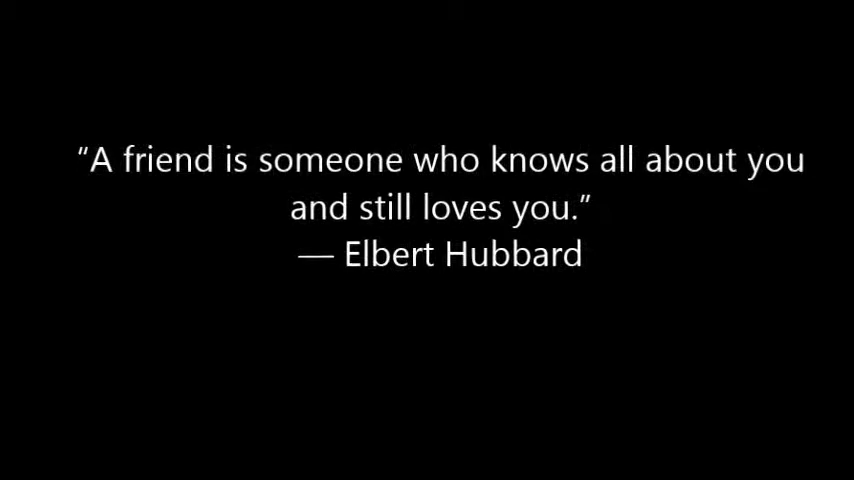 “A friend is someone who knows all about you
and still loves you.”
— Elbert Hubbard